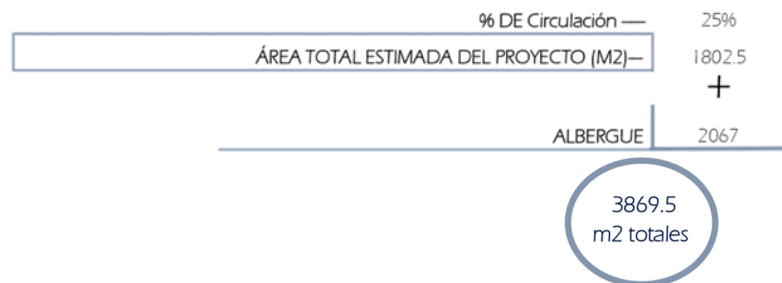 % DE Circulación — 25%
ÁREA TOTAL ESTIMADA DEL PROYECTO (M2)— 1802.5
+
ALBERGUE 2067
3869.5
m2 totales